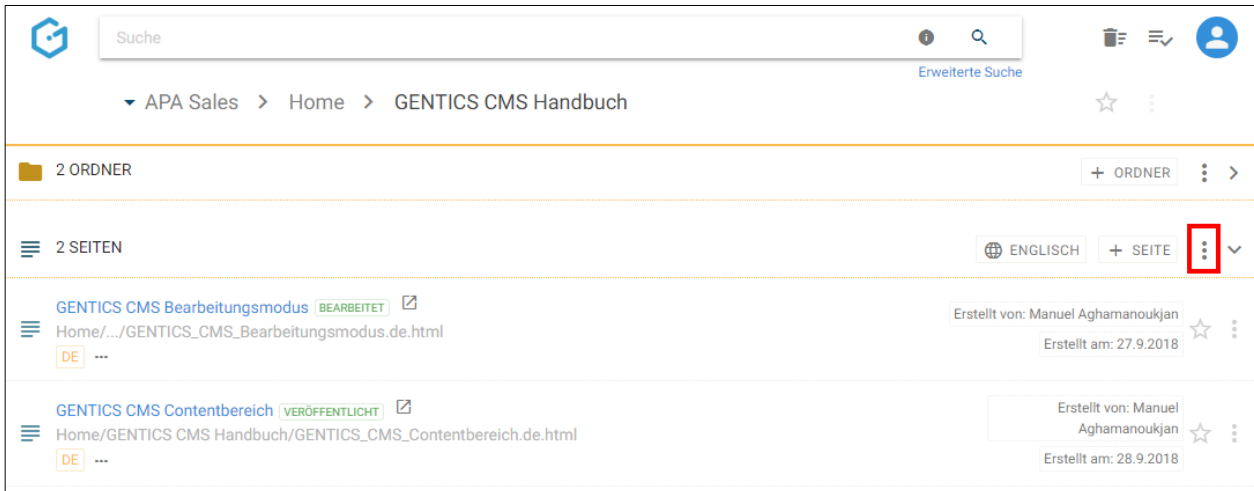 Suche
Erweiterte Suche
APA Sales > Home > GENTICS CMS Handbuch
2 ORDNER
+ ORDNER
2 SEITEN
ENGLISCH
+ SEITE
GENTICS CMS Bearbeitungsmodus BEARBEITET
Home/.../GENTICS_CMS_Bearbeitungsmodus.de.html
DE
Erstellt von: Manuel Aghamanoukjan
Erstellt am: 27.9.2018
GENTICS CMS Contentbereich VERÖFFENTLICHT
Home/GENTICS CMS Handbuch/GENTICS_CMS_Contentbereich.de.html
DE
Erstellt von: Manuel
Aghamanoukjan
Erstellt am: 28.9.2018